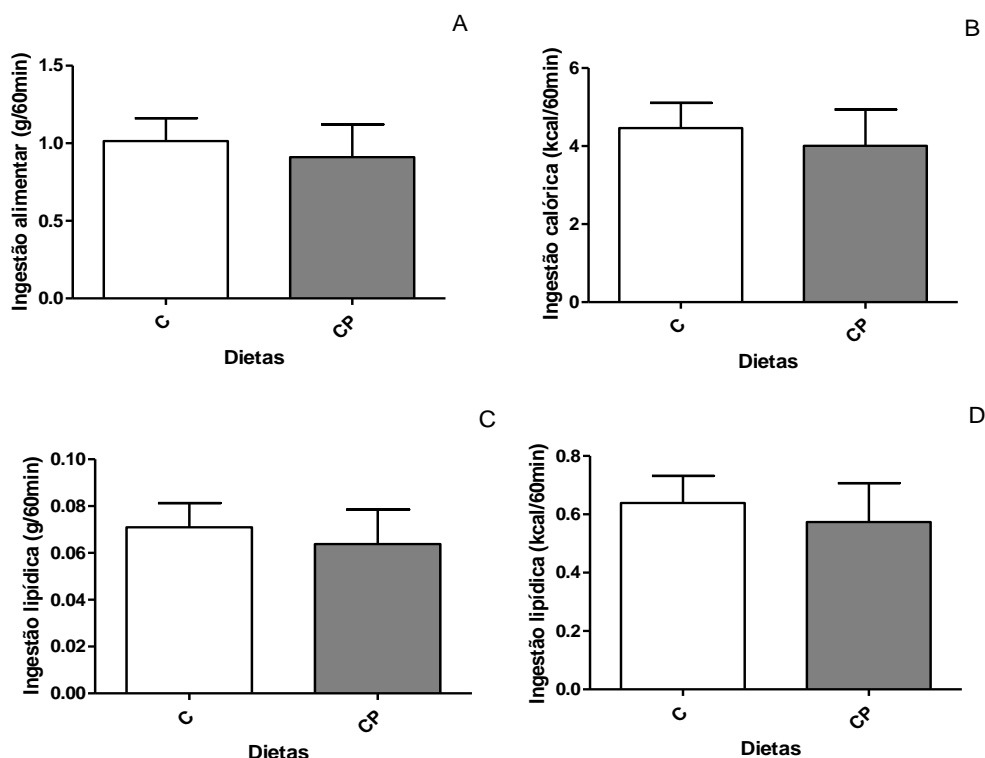 A
Ingestão alimentar (g/60min)
1.5
1.0
0.5
0.0
C
CP
Dietas
B
Ingestão calórica (kcal/60min)
6
4
2
0
C
CP
Dietas
C
Ingestão lipídica (g/60min)
0.10
0.08
0.06
0.04
0.02
0.00
C
CP
Dietas
D
Ingestão lipídica (kcal/60min)
0.8
0.6
0.4
0.2
0.0
C
CP
Dietas